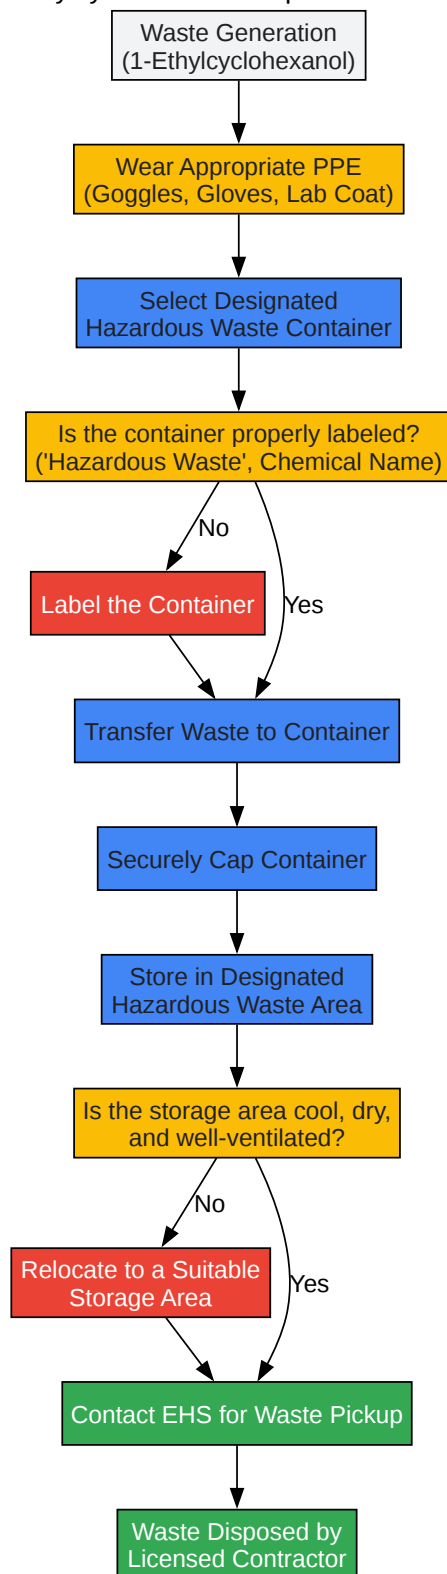 Waste Generation
(1-Ethylcyclohexanol)
Wear Appropriate PPE
(Goggles, Gloves, Lab Coat)
Select Designated
Hazardous Waste Container
Is the container properly labeled?
('Hazardous Waste', Chemical Name)
No
Label the Container
Yes
Transfer Waste to Container
Securely Cap Container
Store in Designated
Hazardous Waste Area
Is the storage area cool, dry,
and well-ventilated?
No
Relocate to a Suitable
Storage Area
Yes
Contact EHS for Waste Pickup
Waste Disposed by
Licensed Contractor